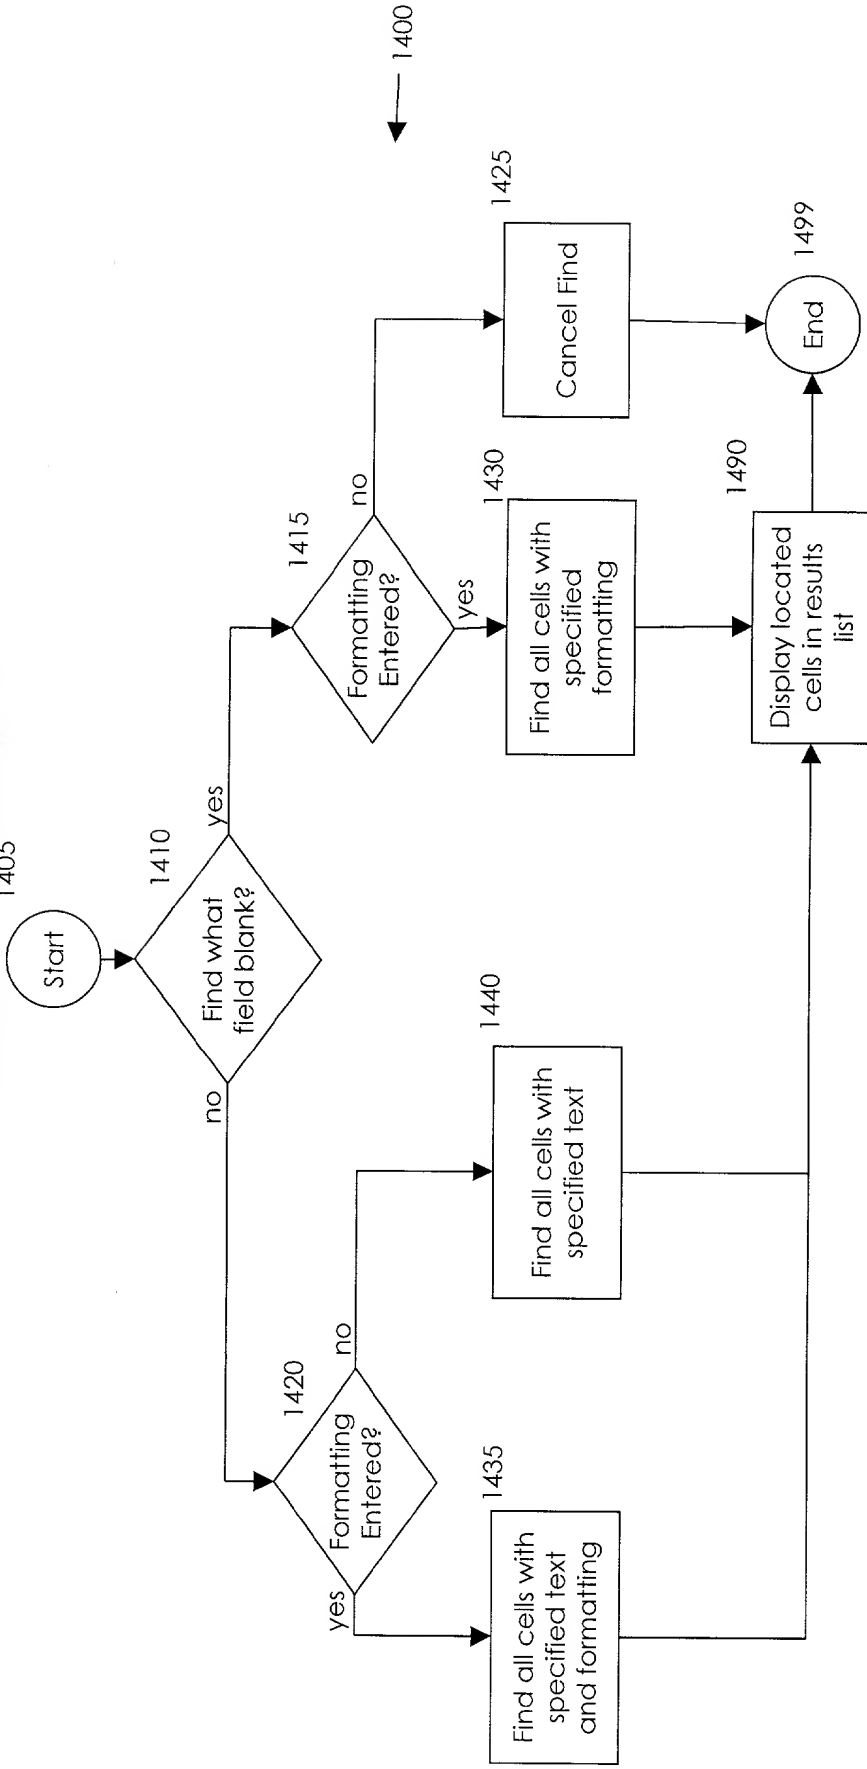 1405
Start
1410
Find what
field blank?
no
yes
1420
Formatting
Entered?
yes
no
1415
Formatting
Entered?
yes
no
1435
Find all cells with
specified text
and formatting
1440
Find all cells with
specified text
1430
Find all cells with
specified
formatting
1425
Cancel Find
1490
Display located
cells in results
list
1499
End
1400